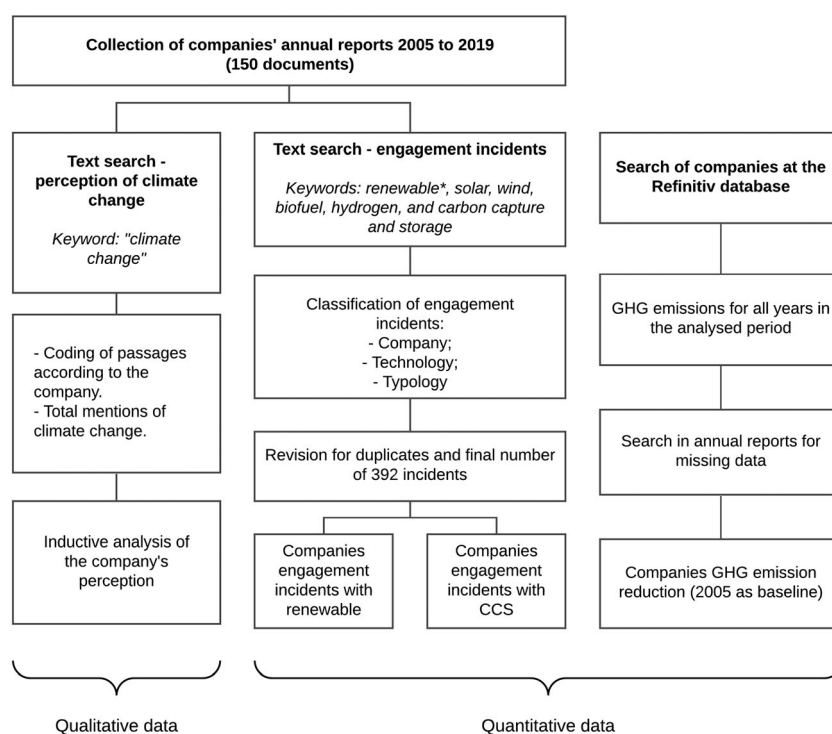 Collection of companies' annual reports 2005 to 2019
(150 documents)
Text search -
perception of climate
change
Keyword: "climate
change"
- Coding of passages
according to the
company.
- Total mentions of
climate change.
Inductive analysis of
the company's
perception
Text search - engagement incidents
Keywords: renewable*, solar, wind,
biofuel, hydrogen, and carbon capture
and storage
Classification of engagement
incidents:
- Company;
- Technology;
- Typology
Revision for duplicates and final number
of 392 incidents
Companies
engagement
incidents with
renewable
Companies
engagement
incidents with
CCS
Search of companies at the
Refinitiv database
GHG emissions for all years in
the analysed period
Search in annual reports for
missing data
Companies GHG emission
reduction (2005 as baseline)
Qualitative data
Quantitative data